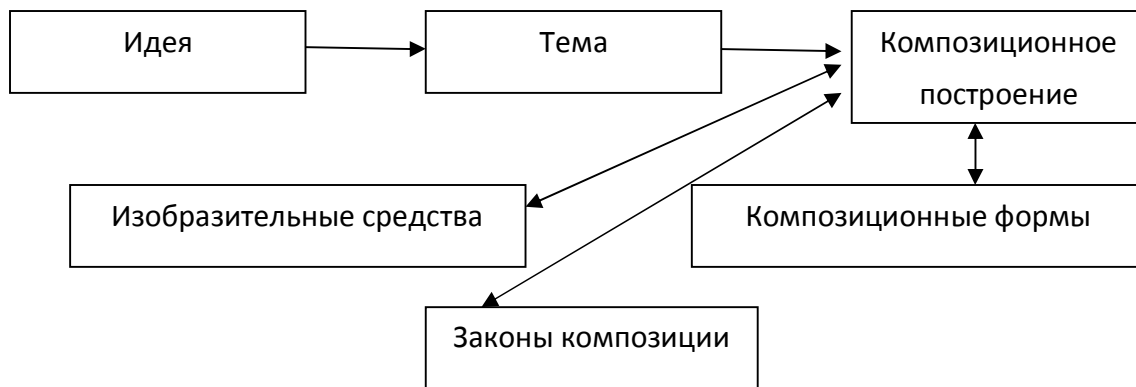 Идея
Тема
Композиционное
построение
Изобразительные средства
Композиционные формы
Законы композиции